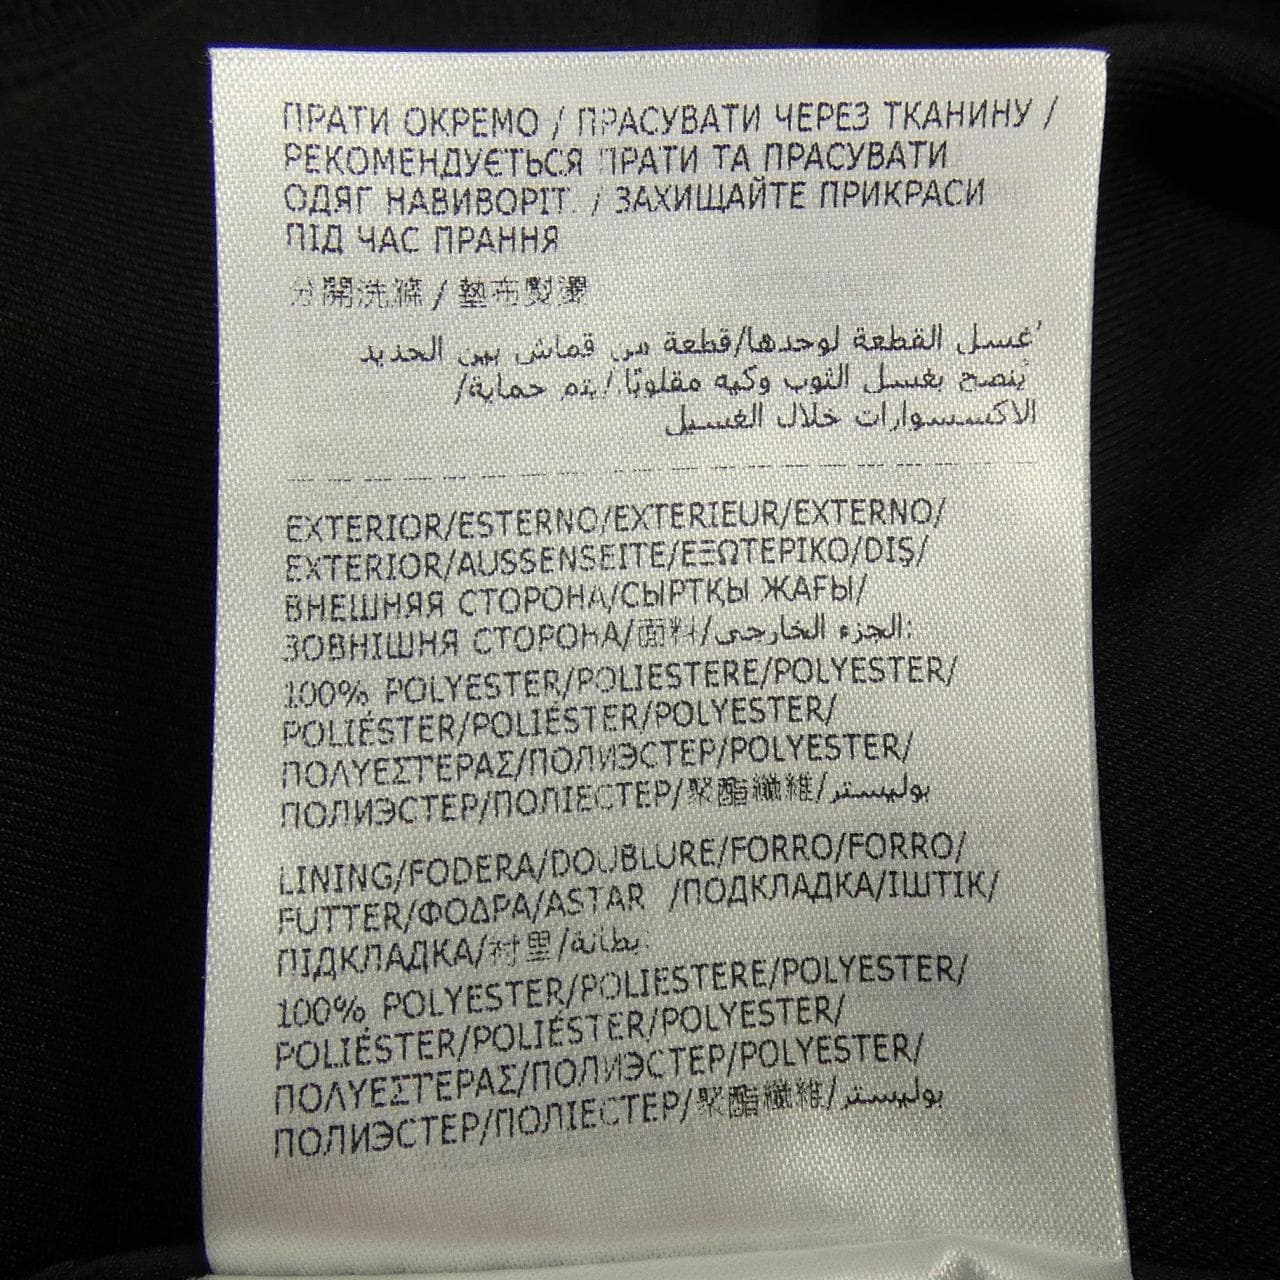 ПРАТИ ОКРЕМО / ПРАСУВАТИ ЧЕРЕЗ ТКАНИНУ /
РЕКОМЕНДУЄТЬСЯ ПРАТИ ТА ПРАСУВАТИ
ОДЯГ НАВИВОРІТ. / ЗАХИЩАЙТЕ ПРИКРАСИ
ПІД ЧАС ПРАННЯ
分開洗滌 / 墊布熨燙
ُغسل القطعة لوحدها/قطعة من قماش بين الحديد
يُنصح بغسل الثوب وكيه مقلوبًا./يتم حماية/
الاكسسوارات خلال الغسيل
EXTERIOR/ESTERNO/EXTERIEUR/EXTERNO/
EXTERIOR/AUSSENSEITE/ΕΞΩΤΕΡΙΚΟ/DIŞ/
ВНЕШНЯЯ СТОРОНА/СЫРТҚЫ ЖАҒЫ/
ЗОВНІШНЯ СТОРОНА/面料/الجزء الخارجي:
100% POLYESTER/POLIESTERE/POLYESTER/
POLIÉSTER/POLIÉSTER/POLYESTER/
ΠΟΛΥΕΣΤΕΡΑΣ/ПОЛИЭСТЕР/POLYESTER/
ПОЛИЭСТЕР/ПОЛІЕСТЕР/聚酯纖維/بوليستر
LINING/FODERA/DOUBLURE/FORRO/FORRO/
FUTTER/ΦΟΔΡΑ/ASTAR /ПОДКЛАДКА/ІШТІК/
ПІДКЛАДКА/衬里/بطانة:
100% POLYESTER/POLIESTERE/POLYESTER/
POLIÉSTER/POLIÉSTER/POLYESTER/
ΠΟΛΥΕΣΤΕΡΑΣ/ПОЛИЭСТЕР/POLYESTER/
ПОЛИЭСТЕР/ПОЛІЕСТЕР/聚酯纖維/بوليستر